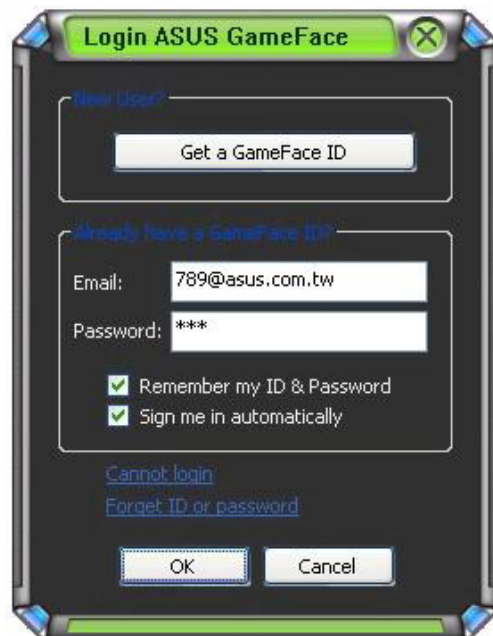 Login ASUS GameFace
New User?
Get a GameFace ID
Already have a GameFace ID?
Email: 789@asus.com.tw
Password: ***
Remember my ID & Password
Sign me in automatically
Cannot login
Forget ID or password
OK Cancel